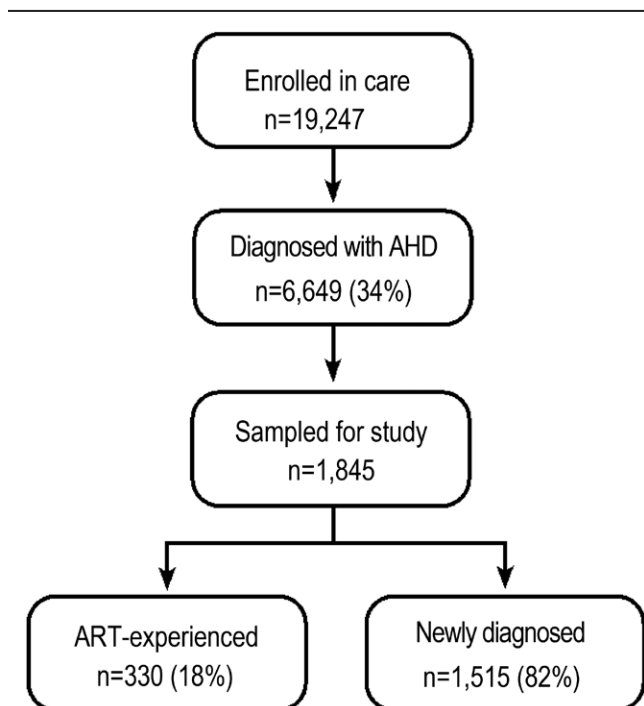 Enrolled in care
n=19,247
Diagnosed with AHD
n=6,649 (34%)
Sampled for study
n=1,845
ART-experienced
n=330 (18%)
Newly diagnosed
n=1,515 (82%)